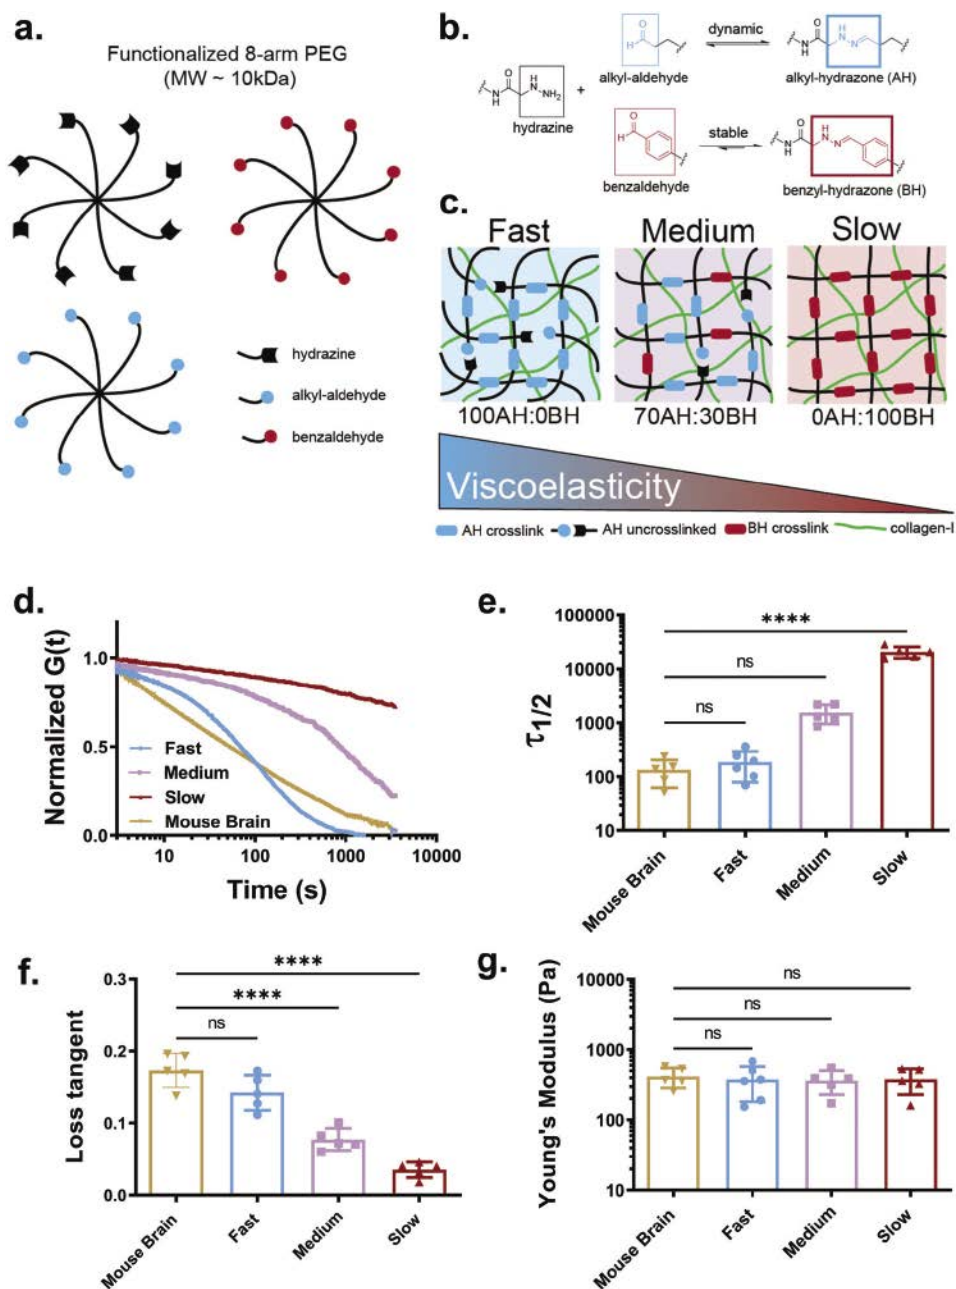 a.
Functionalized 8-arm PEG
(MW ~ 10kDa)
hydrazine
alkyl-aldehyde
benzaldehyde
b.
H
O
alkyl-aldehyde
dynamic
O
NH
H
N
N
alkyl-hydrazone (AH)
NH
O
H
N
NH₂
hydrazine
+
H
O
benzaldehyde
stable
O
NH
H
N
N
benzyl-hydrazone (BH)
c.
Fast
Medium
Slow
100AH:0BH
70AH:30BH
0AH:100BH
Viscoelasticity
AH crosslink
AH uncrosslinked
BH crosslink
collagen-I
d.
Normalized G(t)
1.0
0.5
0.0
Fast
Medium
Slow
Mouse Brain
10
100
1000
10000
Time (s)
e.
τ1/2
100000
10000
1000
100
10
****
ns
ns
Mouse Brain
Fast
Medium
Slow
f.
Loss tangent
0.3
0.2
0.1
0.0
****
****
ns
Mouse Brain
Fast
Medium
Slow
g.
Young's Modulus (Pa)
10000
1000
100
10
ns
ns
ns
Mouse Brain
Fast
Medium
Slow